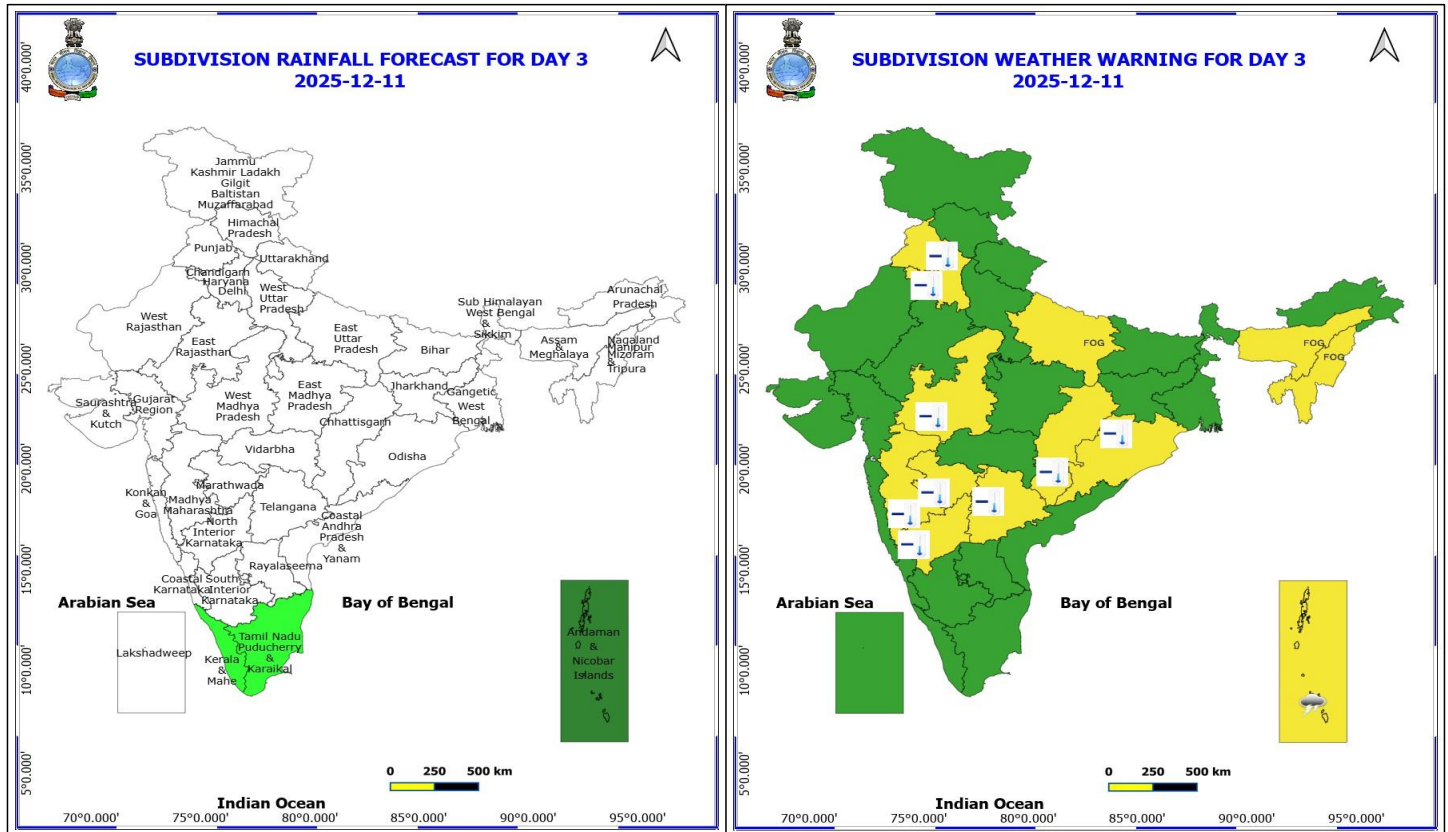 SUBDIVISION RAINFALL FORECAST FOR DAY 3
2025-12-11
40°0.000'
35°0.000'
30°0.000'
25°0.000'
20°0.000'
15°0.000'
10°0.000'
5°0.000'
Jammu
Kashmir Ladakh
Gilgit
Baltistan
Muzaffarabad
Himachal
Pradesh
Punjab
Uttarakhand
Chandigarh
Haryana
Delhi
West
Uttar
Pradesh
West
Rajasthan
East
Rajasthan
East
Uttar
Pradesh
Bihar
Sub Himalayan
West Bengal
&
Sikkim
Arunachal
Pradesh
Assam
&
Meghalaya
Nagaland
Manipur
Mizoram
&
Tripura
Saurashtra
&
Kutch
Gujarat
Region
West
Madhya
Pradesh
East
Madhya
Pradesh
Jharkhand
Gangetic
West
Bengal
Chhattisgarh
Vidarbha
Odisha
Konkan
&
Goa
Madhya
Maharashtra
Marathwada
North
Interior
Karnataka
Telangana
Coastal
Andhra
Pradesh
&
Yanam
Rayalaseema
Coastal
Karnataka
South
Interior
Karnataka
Arabian Sea
Bay of Bengal
Lakshadweep
Kerala
&
Mahe
Tamil Nadu
Puducherry
&
Karaikal
Andaman
&
Nicobar
Islands
0 250 500 km
Indian Ocean
70°0.000' 75°0.000' 80°0.000' 85°0.000' 90°0.000' 95°0.000'
SUBDIVISION WEATHER WARNING FOR DAY 3
2025-12-11
40°0.000'
35°0.000'
30°0.000'
25°0.000'
20°0.000'
15°0.000'
10°0.000'
5°0.000'
FOG
FOG
FOG
Arabian Sea
Bay of Bengal
0 250 500 km
Indian Ocean
70°0.000' 75°0.000' 80°0.000' 85°0.000' 90°0.000' 95°0.000'